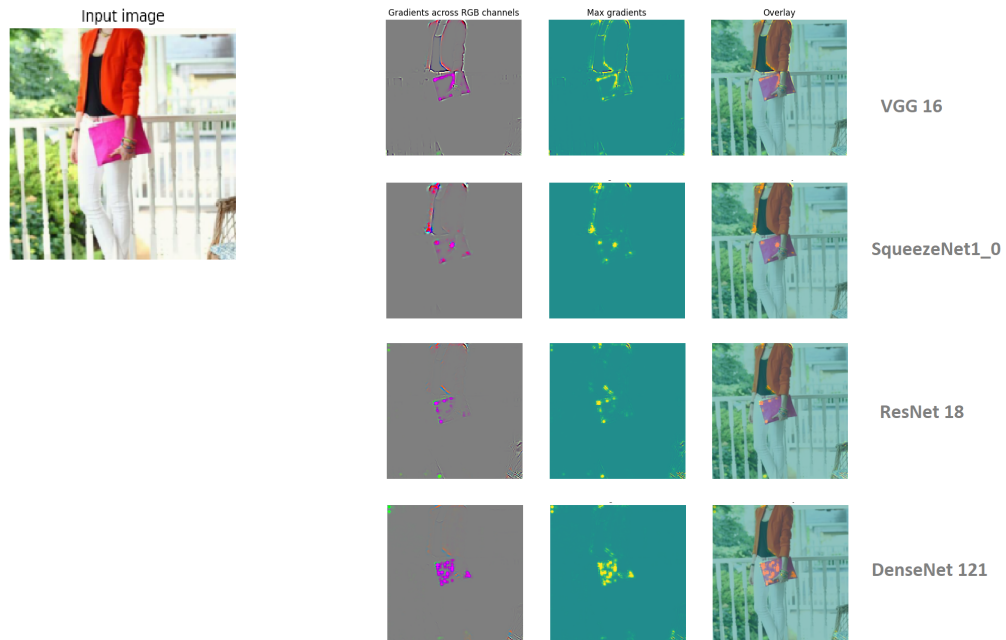 Input image
Gradients across RGB channels
Max gradients
Overlay
VGG 16
SqueezeNet1_0
ResNet 18
DenseNet 121